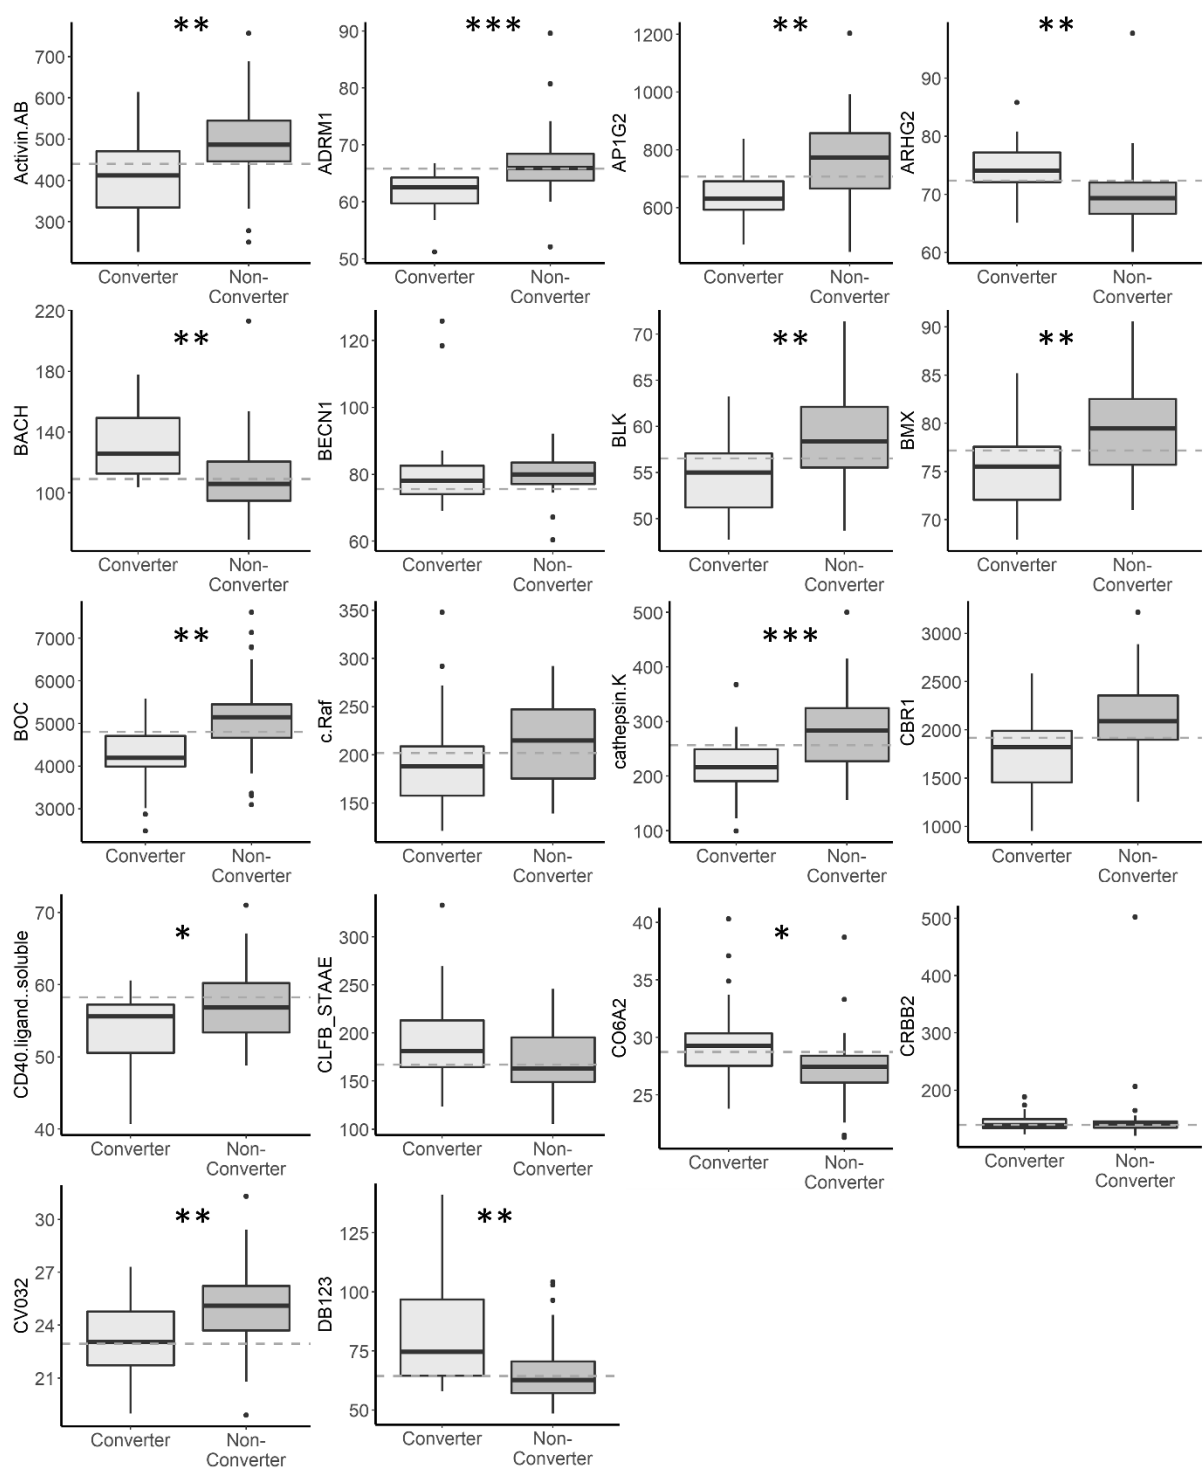 **
***
**
**
Activin.AB
700
600
500
400
300
ADRM1
90
80
70
60
50
AP1G2
1200
1000
800
600
ARHG2
90
80
70
60
Converter
Non-
Converter
Converter
Non-
Converter
Converter
Non-
Converter
Converter
Non-
Converter
**
**
**
BACH
220
180
130
100
BECN1
120
100
80
60
BLK
70
65
60
55
50
BMX
90
85
80
75
70
Converter
Non-
Converter
Converter
Non-
Converter
Converter
Non-
Converter
Converter
Non-
Converter
**
***
BOC
7000
6000
5000
4000
3000
c.Raf
350
300
250
200
150
cathepsin.K
500
400
300
200
100
CBR1
3000
2500
2000
1500
1000
Converter
Non-
Converter
Converter
Non-
Converter
Converter
Non-
Converter
Converter
Non-
Converter
*
*
CD40.ligand..soluble
70
60
50
40
CLFB_STAAE
300
250
200
150
100
CO6A2
40
35
30
25
CRBB2
500
400
300
200
Converter
Non-
Converter
Converter
Non-
Converter
Converter
Non-
Converter
Converter
Non-
Converter
**
**
CV032
30
27
24
21
DB123
125
100
75
50
Converter
Non-
Converter
Converter
Non-
Converter